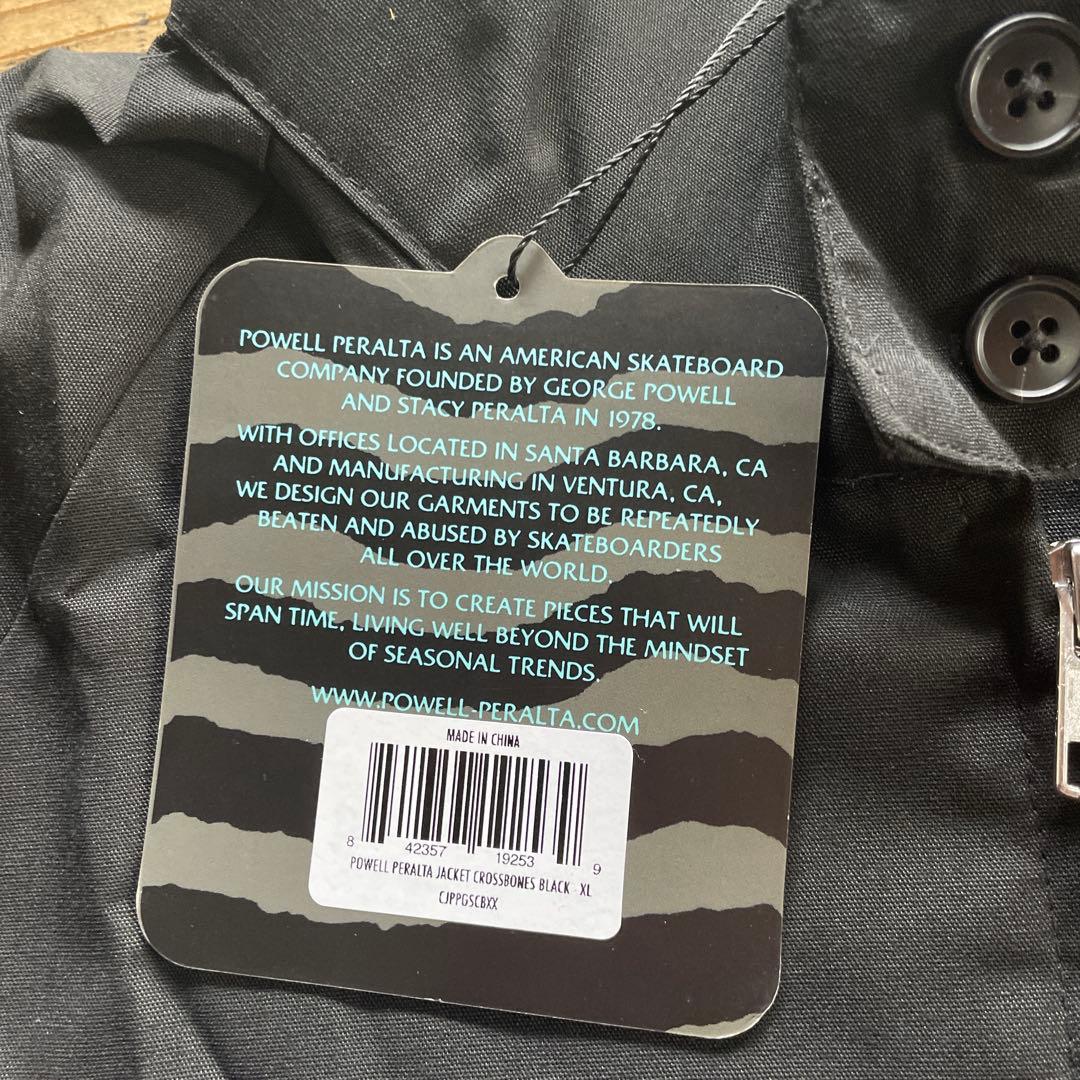 POWELL PERALTA IS AN AMERICAN SKATEBOARD
COMPANY FOUNDED BY GEORGE POWELL
AND STACY PERALTA IN 1978.
WITH OFFICES LOCATED IN SANTA BARBARA, CA
AND MANUFACTURING IN VENTURA, CA,
WE DESIGN OUR GARMENTS TO BE REPEATEDLY
BEATEN AND ABUSED BY SKATEBOARDERS
ALL OVER THE WORLD.
OUR MISSION IS TO CREATE PIECES THAT WILL
SPAN TIME, LIVING WELL BEYOND THE MINDSET
OF SEASONAL TRENDS.
WWW.POWELL-PERALTA.COM
MADE IN CHINA
8 42357 19253 9
POWELL PERALTA JACKET CROSSBONES BLACK - XL
CJPPGSCBXX